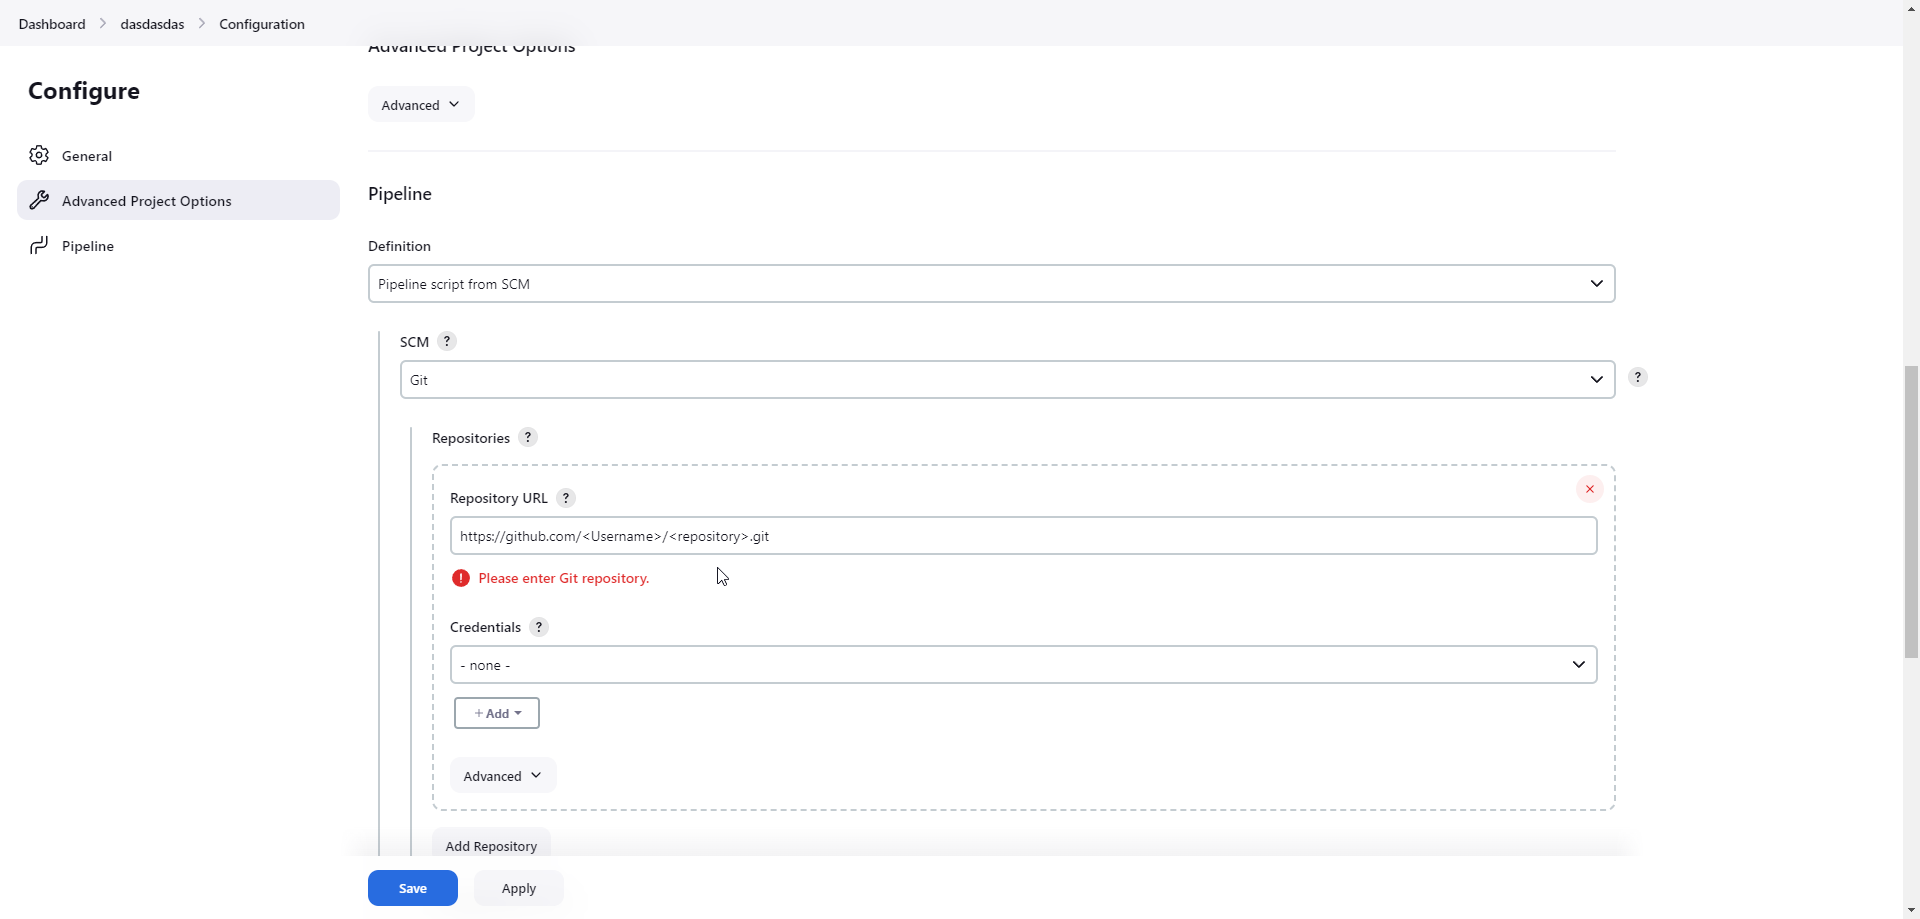 Dashboard > dasdasdas > Configuration
Advanced Project Options
Configure
Advanced
General
Advanced Project Options
Pipeline
Pipeline
Definition
Pipeline script from SCM
SCM ?
Git
?
Repositories ?
Repository URL ?
https://github.com/<Username>/<repository>.git
! Please enter Git repository.
Credentials ?
- none -
+ Add
Advanced
Add Repository
Save
Apply